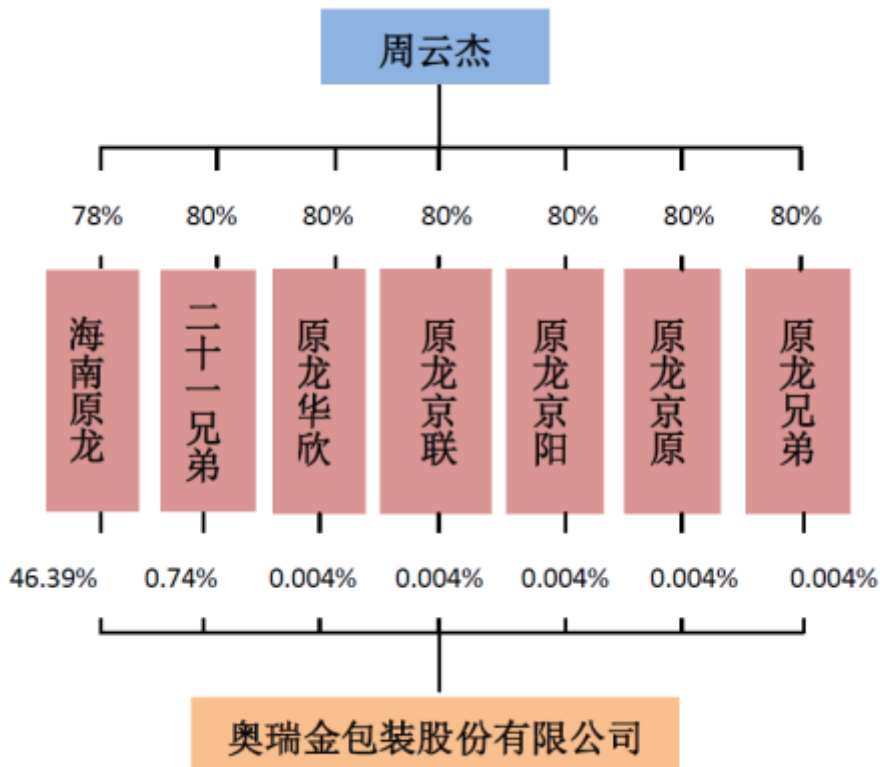 周云杰
78% 80% 80% 80% 80% 80% 80%
海南原龙
二十一兄弟
原龙华欣
原龙京联
原龙京阳
原龙京原
原龙兄弟
46.39% 0.74% 0.004% 0.004% 0.004% 0.004% 0.004%
奥瑞金包装股份有限公司